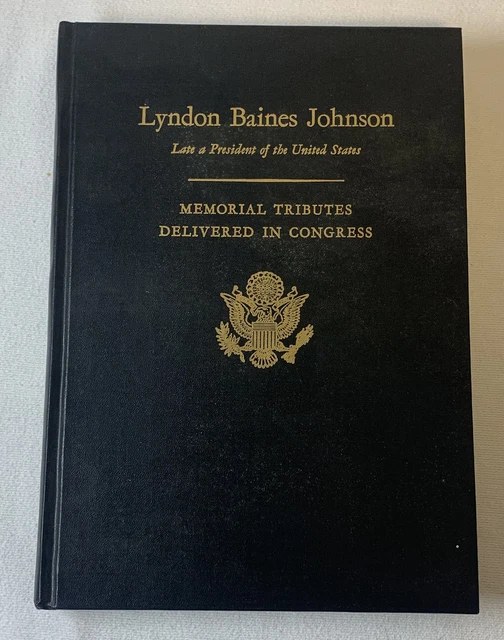 Lyndon Baines Johnson
Late a President of the United States
MEMORIAL TRIBUTES
DELIVERED IN CONGRESS